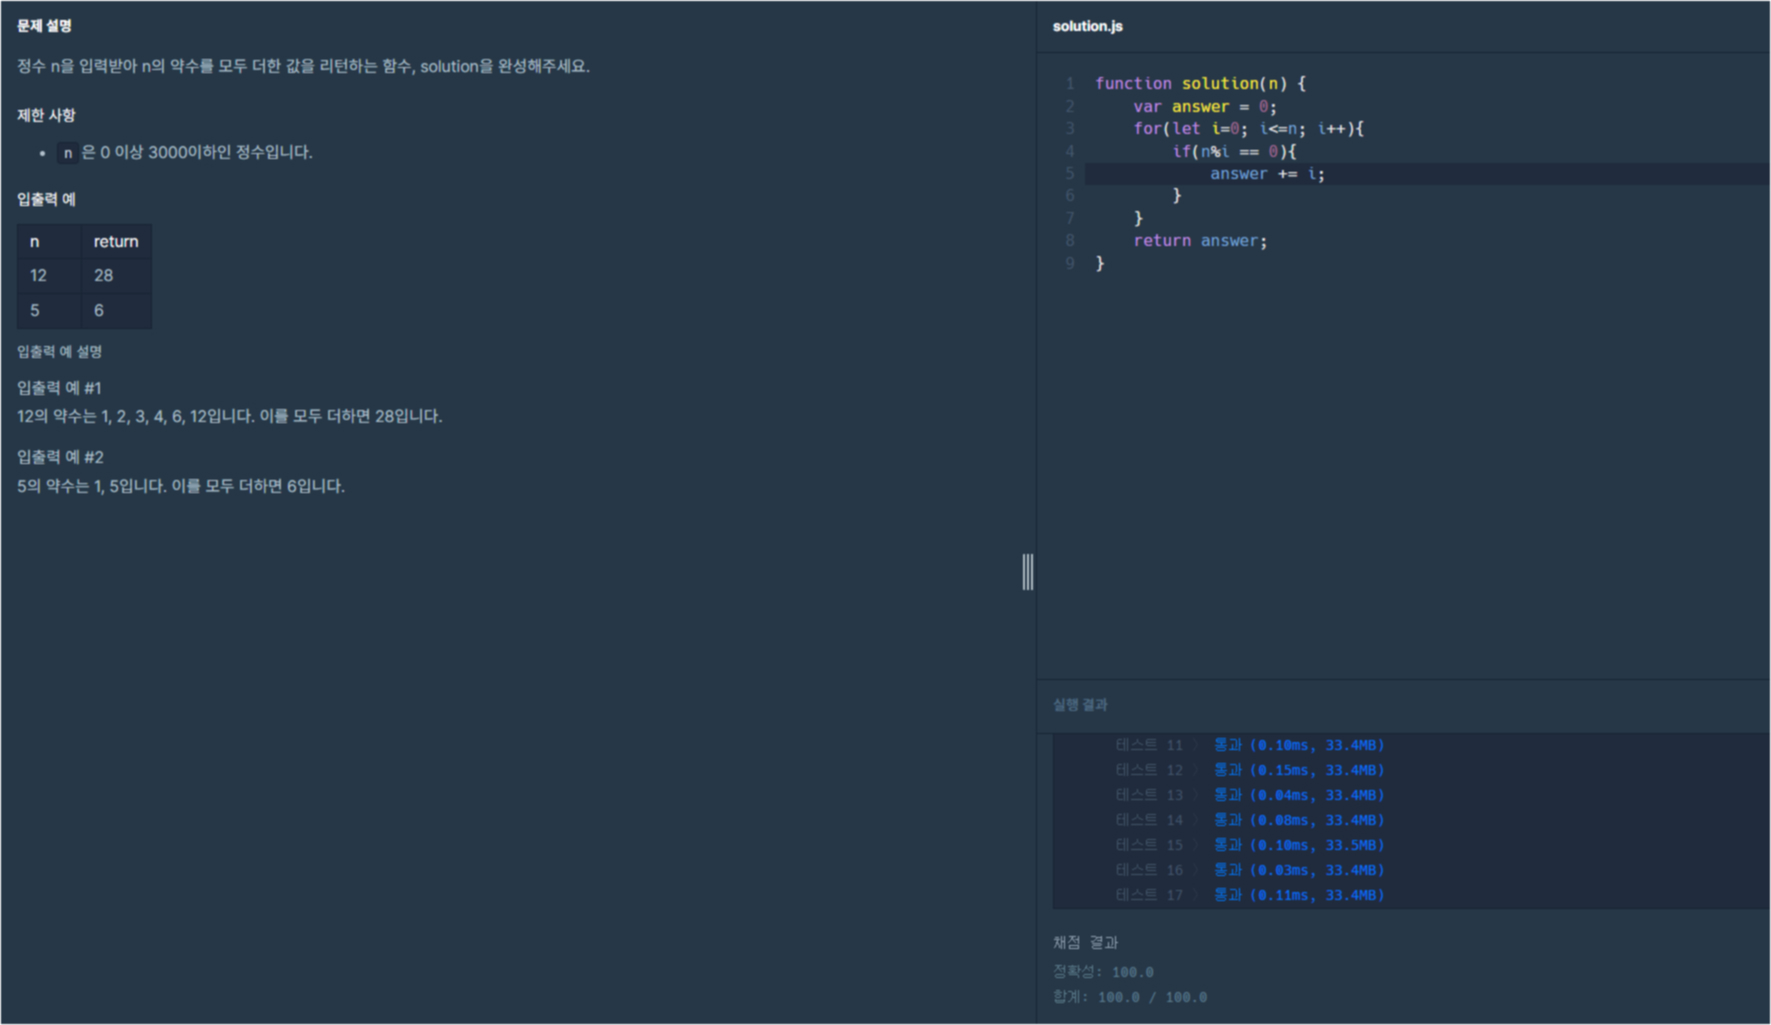 문제 설명
정수 n을 입력받아 n의 약수를 모두 더한 값을 리턴하는 함수, solution을 완성해주세요.
제한 사항
• n 은 0 이상 3000이하인 정수입니다.
입출력 예
n return
12 28
5 6
입출력 예 설명
입출력 예 #1
12의 약수는 1, 2, 3, 4, 6, 12입니다. 이를 모두 더하면 28입니다.
입출력 예 #2
5의 약수는 1, 5입니다. 이를 모두 더하면 6입니다.
solution.js
1 function solution(n) {
2     var answer = 0;
3     for(let i=0; i<=n; i++){
4         if(n%i == 0){
5             answer += i;
6         }
7     }
8     return answer;
9 }
실행 결과
테스트 11 〉 통과 (0.10ms, 33.4MB)
테스트 12 〉 통과 (0.15ms, 33.4MB)
테스트 13 〉 통과 (0.04ms, 33.4MB)
테스트 14 〉 통과 (0.08ms, 33.4MB)
테스트 15 〉 통과 (0.10ms, 33.5MB)
테스트 16 〉 통과 (0.03ms, 33.4MB)
테스트 17 〉 통과 (0.11ms, 33.4MB)
채점 결과
정확성: 100.0
합계: 100.0 / 100.0